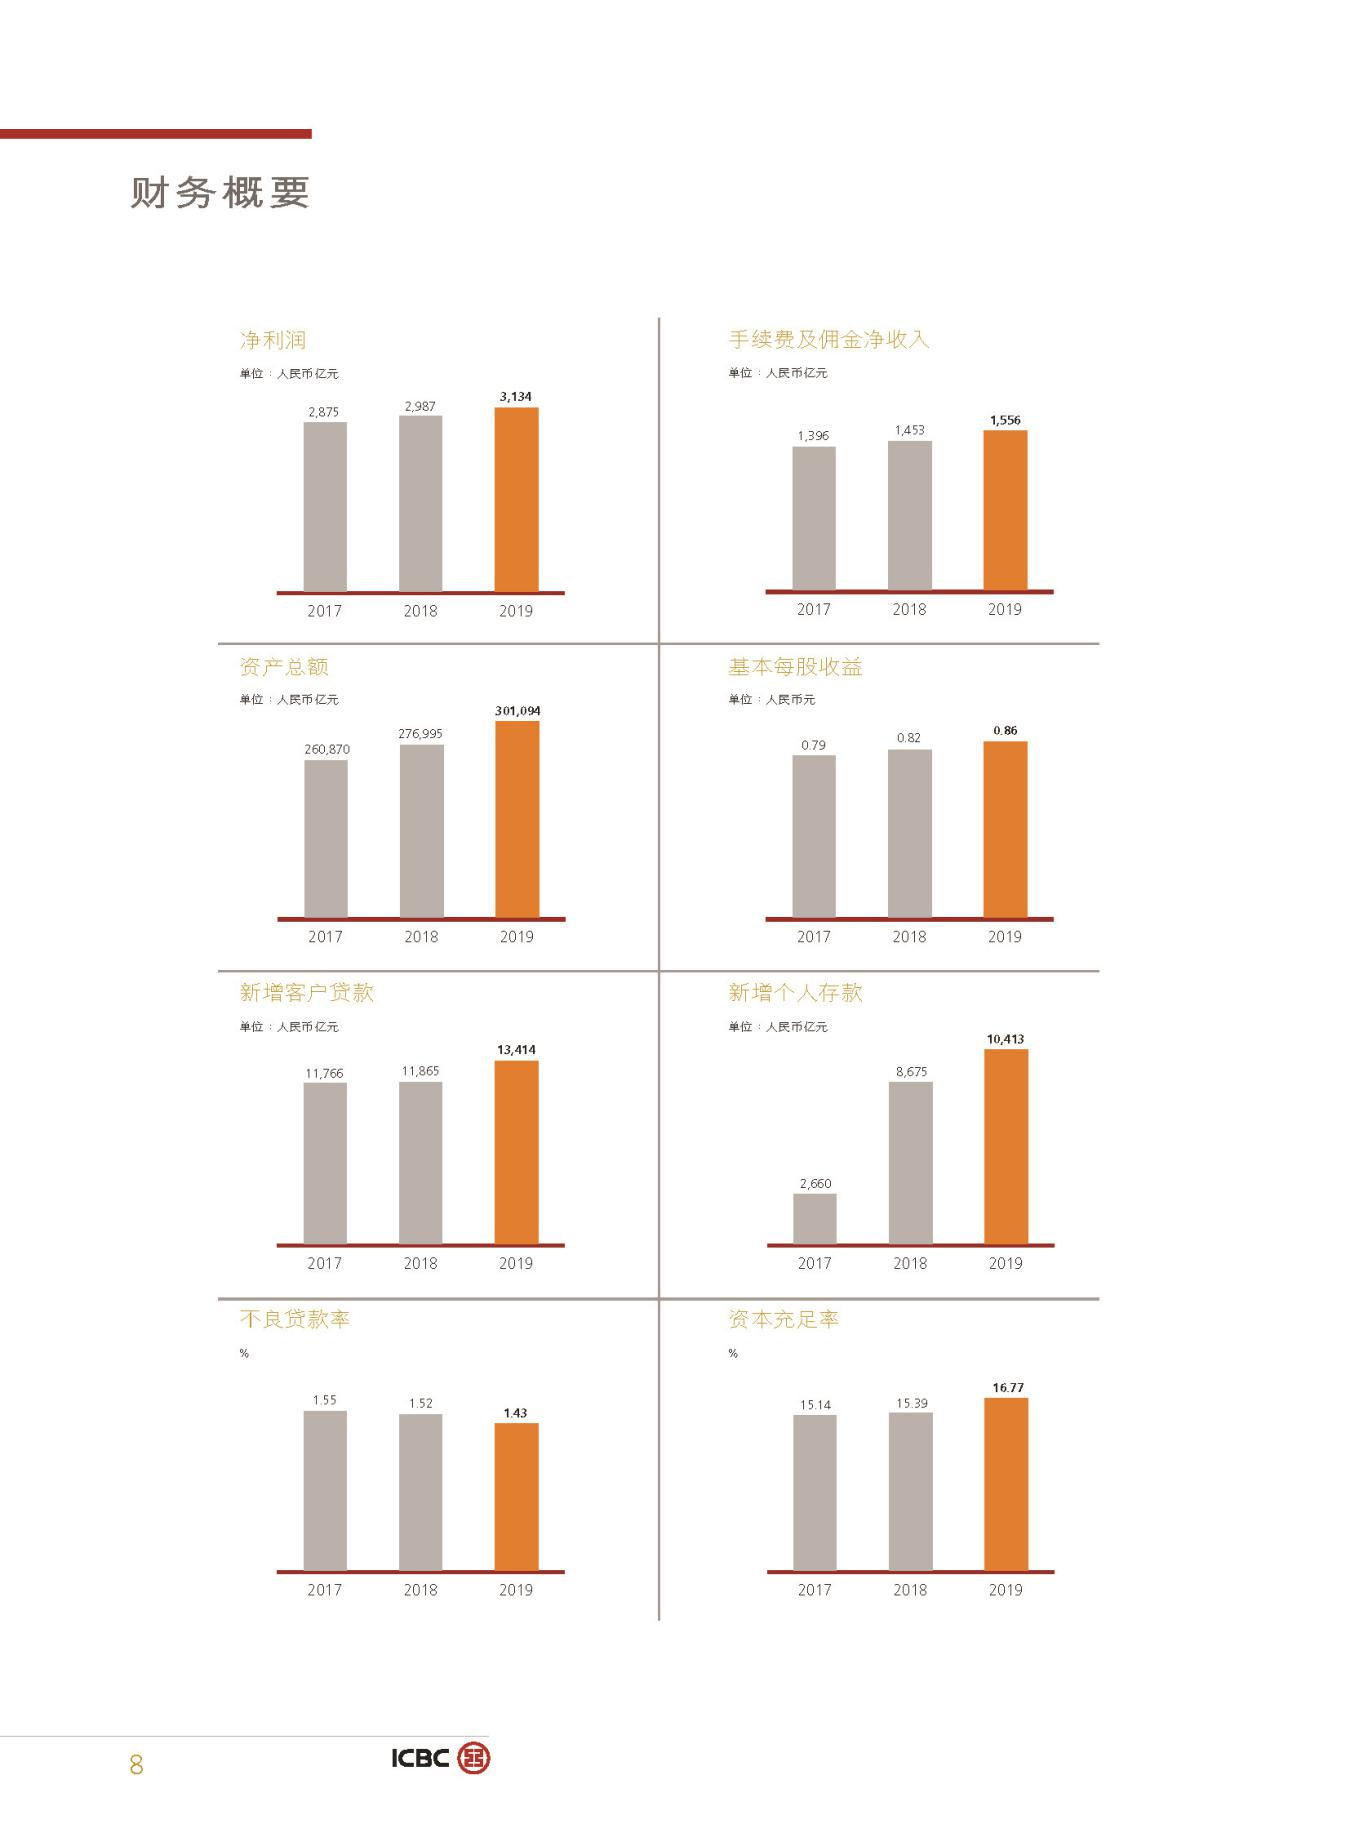 财务概要
净利润
单位：人民币亿元
2,875 2,987 3,134
2017 2018 2019
手续费及佣金净收入
单位：人民币亿元
1,396 1,453 1,556
2017 2018 2019
资产总额
单位：人民币亿元
260,870 276,995 301,094
2017 2018 2019
基本每股收益
单位：人民币元
0.79 0.82 0.86
2017 2018 2019
新增客户贷款
单位：人民币亿元
11,766 11,865 13,414
2017 2018 2019
新增个人存款
单位：人民币亿元
2,660 8,675 10,413
2017 2018 2019
不良贷款率
%
1.55 1.52 1.43
2017 2018 2019
资本充足率
%
15.14 15.39 16.77
2017 2018 2019
8
ICBC